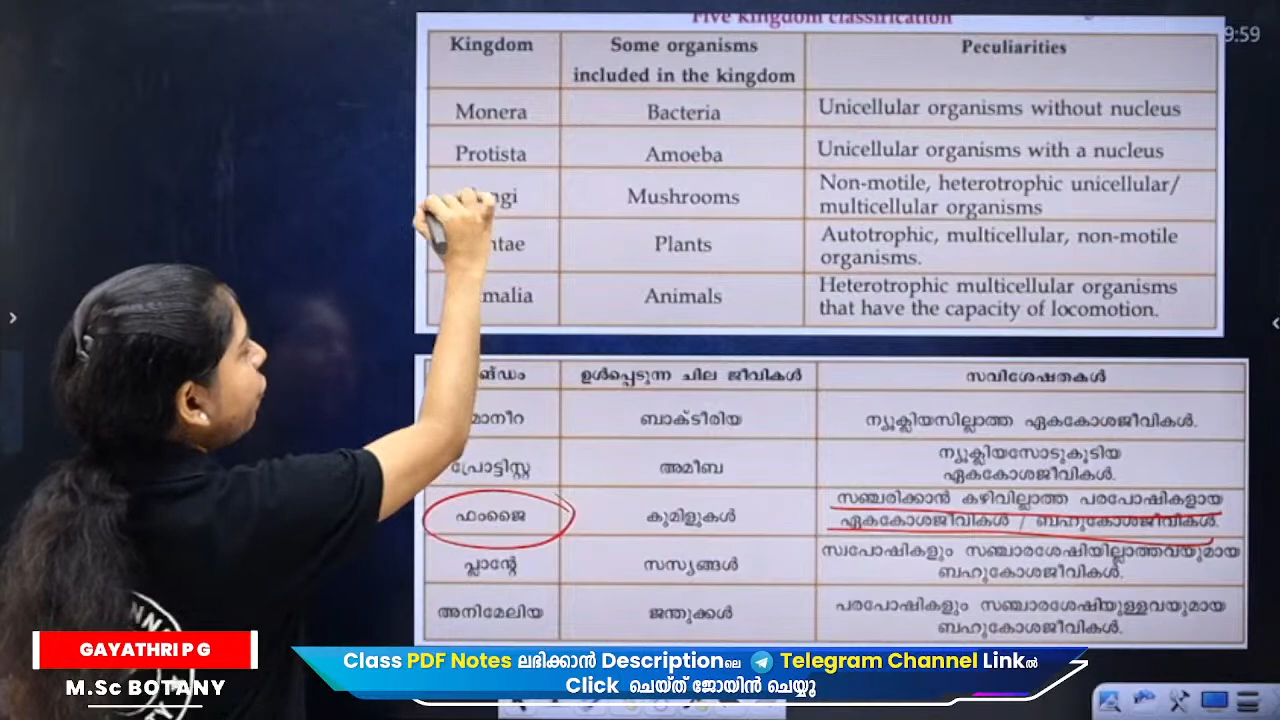 Five kingdom classification
9:59
Kingdom
Some organisms
included in the kingdom
Peculiarities
Monera
Bacteria
Unicellular organisms without nucleus
Protista
Amoeba
Unicellular organisms with a nucleus
Mushrooms
Non-motile, heterotrophic unicellular/
multicellular organisms
Plants
Autotrophic, multicellular, non-motile
organisms.
Animals
Heterotrophic multicellular organisms
that have the capacity of locomotion.
ഉൾപ്പെടുന്ന ചില ജീവികൾ
സവിശേഷതകൾ
ബാക്ടീരിയ
ന്യൂക്ലിയസില്ലാത്ത ഏകകോശജീവികൾ.
പ്രോട്ടിസ്റ്റ
അമീബ
ന്യൂക്ലിയസോടുകൂടിയ
ഏകകോശജീവികൾ.
ഫംജൈ
കുമിളുകൾ
സഞ്ചരിക്കാൻ കഴിവില്ലാത്ത പരപോഷികളായ
ഏകകോശജീവികൾ / ബഹുകോശജീവികൾ.
പ്ലാന്റേ
സസ്യങ്ങൾ
സ്വപോഷികളും സഞ്ചാരശേഷിയില്ലാത്തവയുമായ
ബഹുകോശജീവികൾ.
അനിമേലിയ
ജന്തുക്കൾ
പരപോഷികളും സഞ്ചാരശേഷിയുള്ളവയുമായ
ബഹുകോശജീവികൾ.
GAYATHRI P G
M.Sc BOTANY
Class PDF Notes ലഭിക്കാൻ Descriptionലെ Telegram Channel Linkൽ
Click ചെയ്ത് ജോയിൻ ചെയ്യൂ